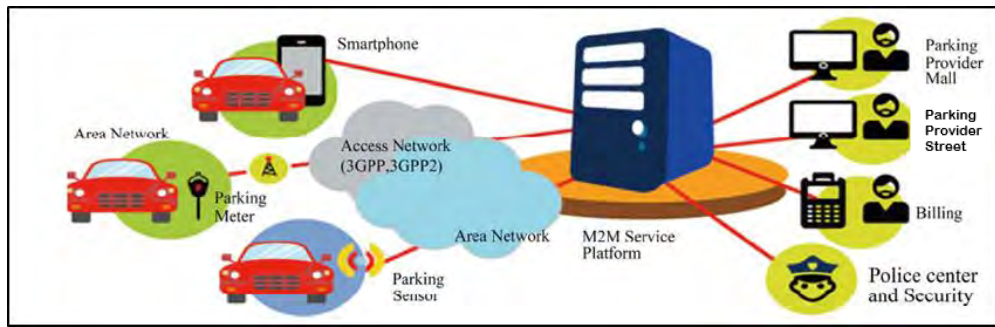 Smartphone
Area Network
Parking
Meter
Access Network
(3GPP,3GPP2)
Area Network
Parking
Sensor
M2M Service
Platform
Parking
Provider
Mall
Parking
Provider
Street
Billing
Police center
and Security